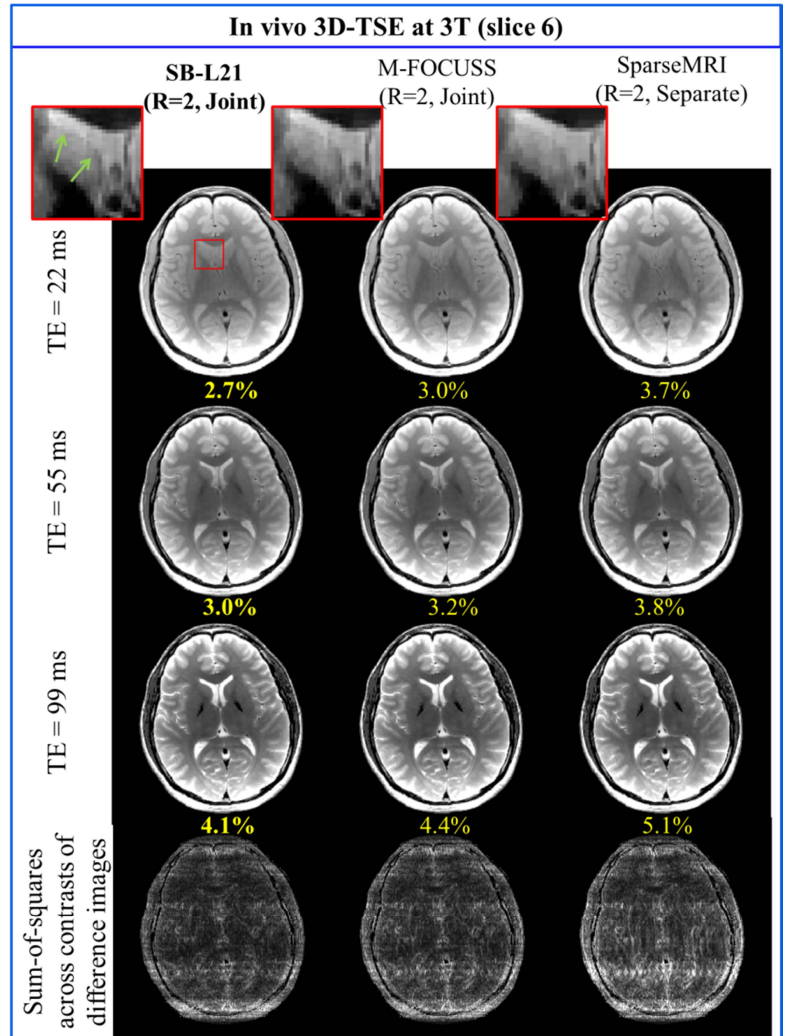 In vivo 3D-TSE at 3T (slice 6)
SB-L21
(R=2, Joint)
M-FOCUSS
(R=2, Joint)
SparseMRI
(R=2, Separate)
TE = 22 ms
2.7%
3.0%
3.7%
TE = 55 ms
3.0%
3.2%
3.8%
TE = 99 ms
4.1%
4.4%
5.1%
Sum-of-squares
across contrasts of
difference images